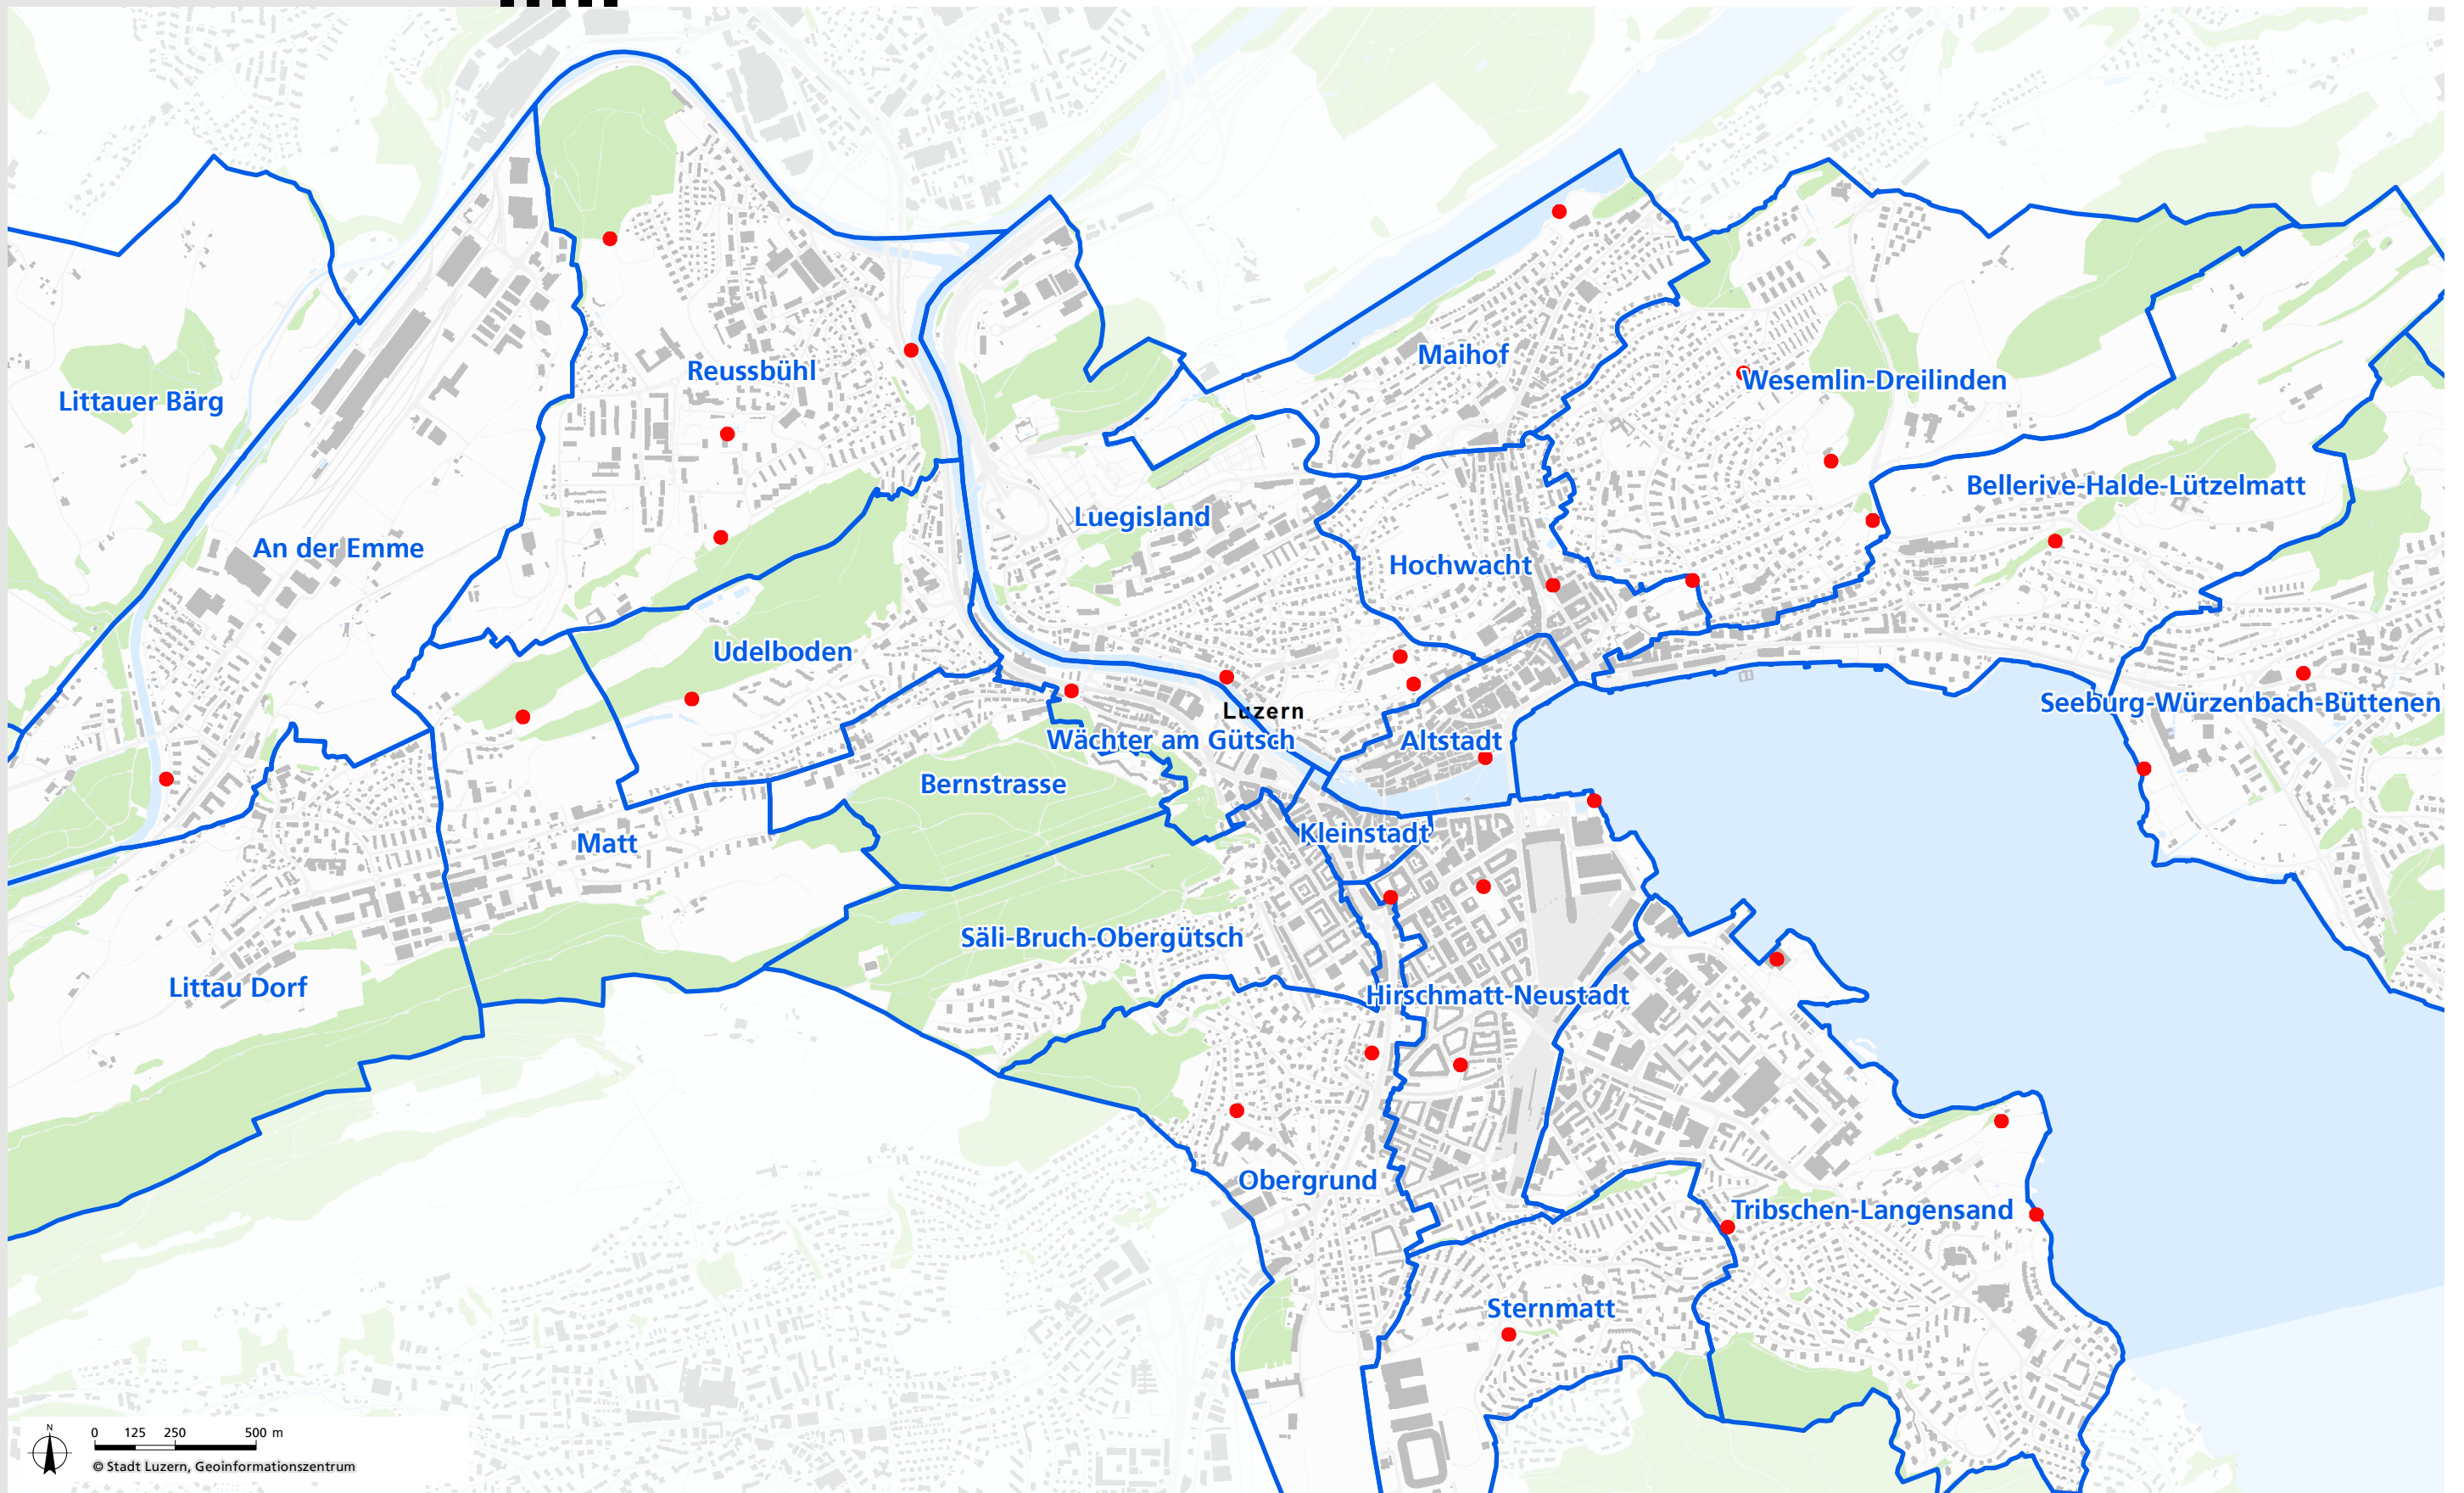 Maihof
Reussbühl
Wesemlin-Dreilinden
Littauer Bärg
Bellerive-Halde-Lützelmatt
Luegisland
An der Emme
Hochwacht
Udelboden
Seeburg-Würzenbach-Büttenen
Luzern
Wächter am Gütsch
Altstadt
Bernstrasse
Kleinstadt
Matt
Säli-Bruch-Obergütsch
Littau Dorf
Hirschmatt-Neustadt
Obergrund
Tribschen-Langensand
Sternmatt
N
0 125 250 500 m
© Stadt Luzern, Geoinformationszentrum